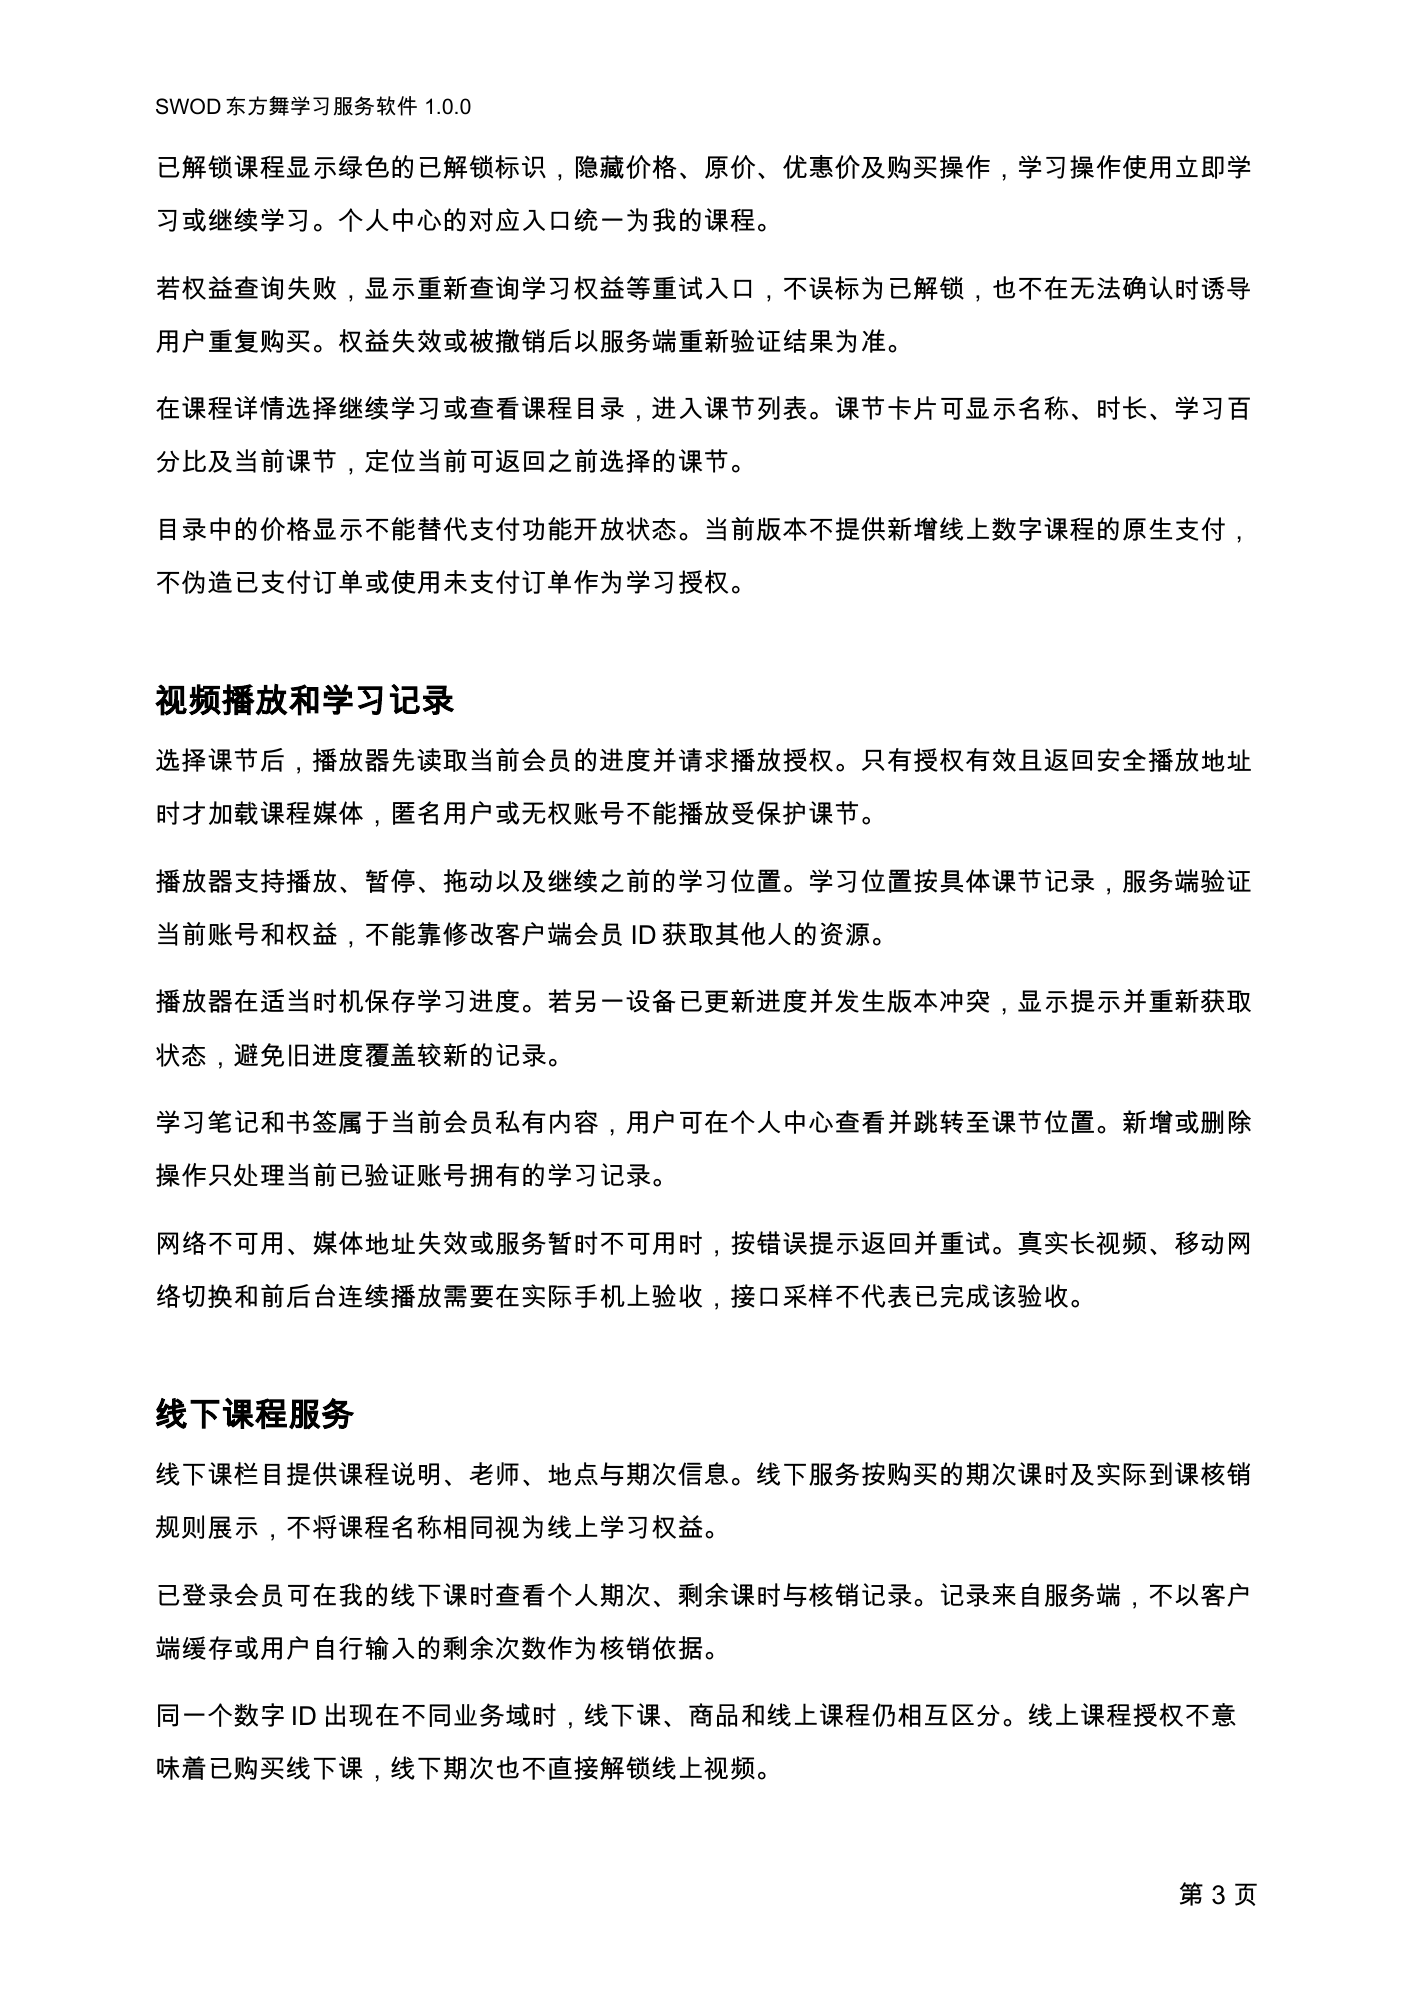 SWOD 东方舞学习服务软件 1.0.0
已解锁课程显示绿色的已解锁标识，隐藏价格、原价、优惠价及购买操作，学习操作使用立即学
习或继续学习。个人中心的对应入口统一为我的课程。
若权益查询失败，显示重新查询学习权益等重试入口，不误标为已解锁，也不在无法确认时诱导
用户重复购买。权益失效或被撤销后以服务端重新验证结果为准。
在课程详情选择继续学习或查看课程目录，进入课节列表。课节卡片可显示名称、时长、学习百
分比及当前课节，定位当前可返回之前选择的课节。
目录中的价格显示不能替代支付功能开放状态。当前版本不提供新增线上数字课程的原生支付，
不伪造已支付订单或使用未支付订单作为学习授权。
视频播放和学习记录
选择课节后，播放器先读取当前会员的进度并请求播放授权。只有授权有效且返回安全播放地址
时才加载课程媒体，匿名用户或无权账号不能播放受保护课节。
播放器支持播放、暂停、拖动以及继续之前的学习位置。学习位置按具体课节记录，服务端验证
当前账号和权益，不能靠修改客户端会员 ID 获取其他人的资源。
播放器在适当时机保存学习进度。若另一设备已更新进度并发生版本冲突，显示提示并重新获取
状态，避免旧进度覆盖较新的记录。
学习笔记和书签属于当前会员私有内容，用户可在个人中心查看并跳转至课节位置。新增或删除
操作只处理当前已验证账号拥有的学习记录。
网络不可用、媒体地址失效或服务暂时不可用时，按错误提示返回并重试。真实长视频、移动网
络切换和前后台连续播放需要在实际手机上验收，接口采样不代表已完成该验收。
线下课程服务
线下课栏目提供课程说明、老师、地点与期次信息。线下服务按购买的期次课时及实际到课核销
规则展示，不将课程名称相同视为线上学习权益。
已登录会员可在我的线下课时查看个人期次、剩余课时与核销记录。记录来自服务端，不以客户
端缓存或用户自行输入的剩余次数作为核销依据。
同一个数字 ID 出现在不同业务域时，线下课、商品和线上课程仍相互区分。线上课程授权不意
味着已购买线下课，线下期次也不直接解锁线上视频。
第 3 页